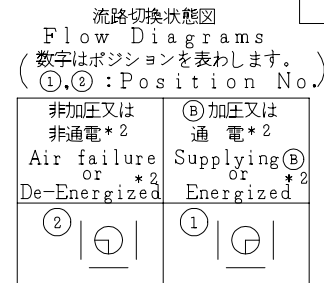 流路切換状態図
Flow Diagrams
(数字はポジションを表わします。
①,②:Position No.)
非加圧又は
非通電*2
Air failure
or *2
De-Energized
Ⓑ加圧又は
通 電*2
SupplyingⒷ
or *2
Energized
②
①